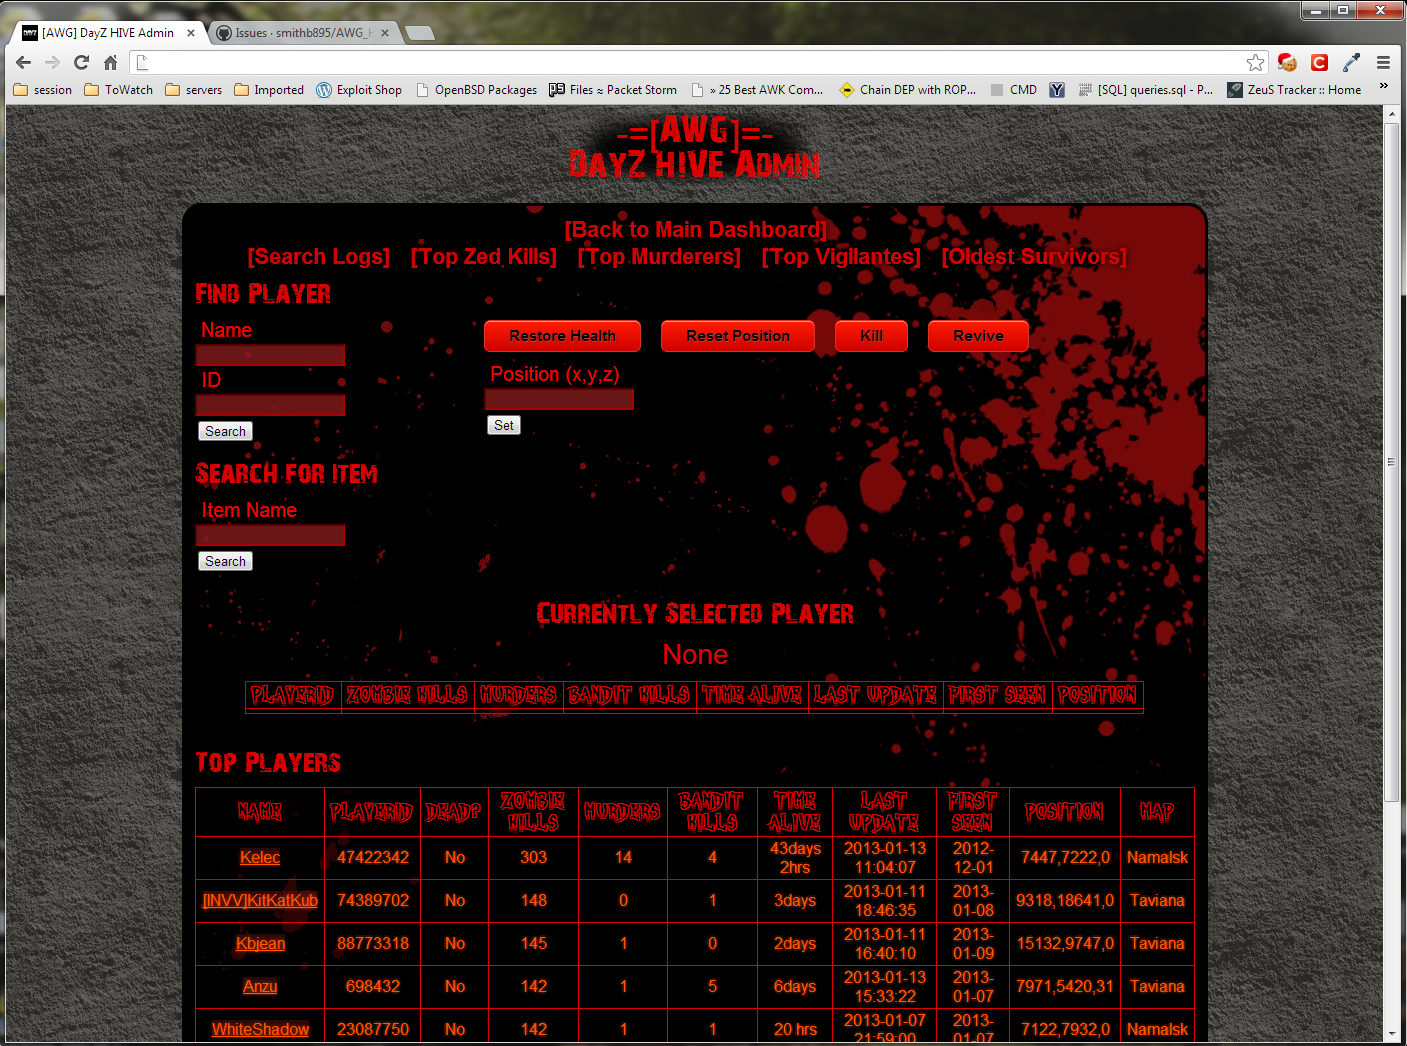 [AWG] DayZ HIVE Admin
Issues · smithb895/AWG_H
session ToWatch servers Imported Exploit Shop OpenBSD Packages Files ≈ Packet Storm » 25 Best AWK Com... Chain DEP with ROP... CMD [SQL] queries.sql - P... ZeuS Tracker :: Home »
-=[AWG]=-
DayZ HIVE Admin
[Back to Main Dashboard]
[Search Logs] [Top Zed Kills] [Top Murderers] [Top Vigilantes] [Oldest Survivors]
Find Player
Name
ID
Search
Restore Health Reset Position Kill Revive
Position (x,y,z)
Set
Search for Item
Item Name
Search
Currently Selected Player
None
PlayerID Zombie Kills Murders Bandit Kills Time Alive Last Update First Seen Position
Top Players
Name PlayerID Dead? Zombie Kills Murders Bandit Kills Time Alive Last Update First Seen Position Map
Kelec 47422342 No 303 14 4 43days 2hrs 2013-01-13 11:04:07 2012-12-01 7447,7222,0 Namalsk
[INVV]KitKatKub 74389702 No 148 0 1 3days 2013-01-11 18:46:35 2013-01-08 9318,18641,0 Taviana
Kbjean 88773318 No 145 1 0 2days 2013-01-11 16:40:10 2013-01-09 15132,9747,0 Taviana
Anzu 698432 No 142 1 5 6days 2013-01-13 15:33:22 2013-01-07 7971,5420,31 Taviana
WhiteShadow 23087750 No 142 1 1 20 hrs 2013-01-07 21:59:00 2013-01-07 7122,7932,0 Namalsk